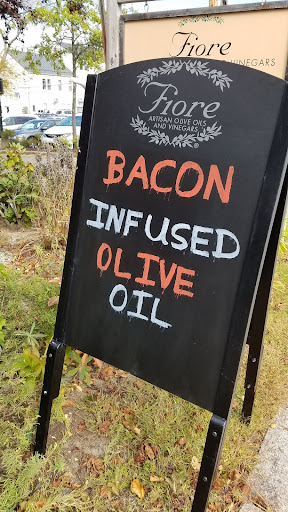 Fiore
VINEGARS
Fiore
ARTISAN OLIVE OILS
AND VINEGARS
BACON
INFUSED
OLIVE
OIL